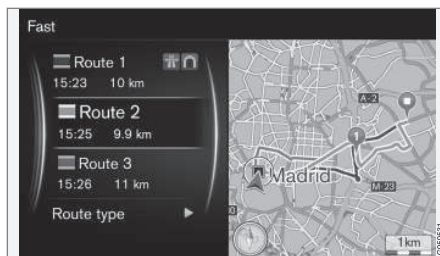 Fast
Route 1
15:23 10 km
Route 2
15:25 9.9 km
Route 3
15:26 11 km
Route type
A-2
1
Madrid
M-23
1km